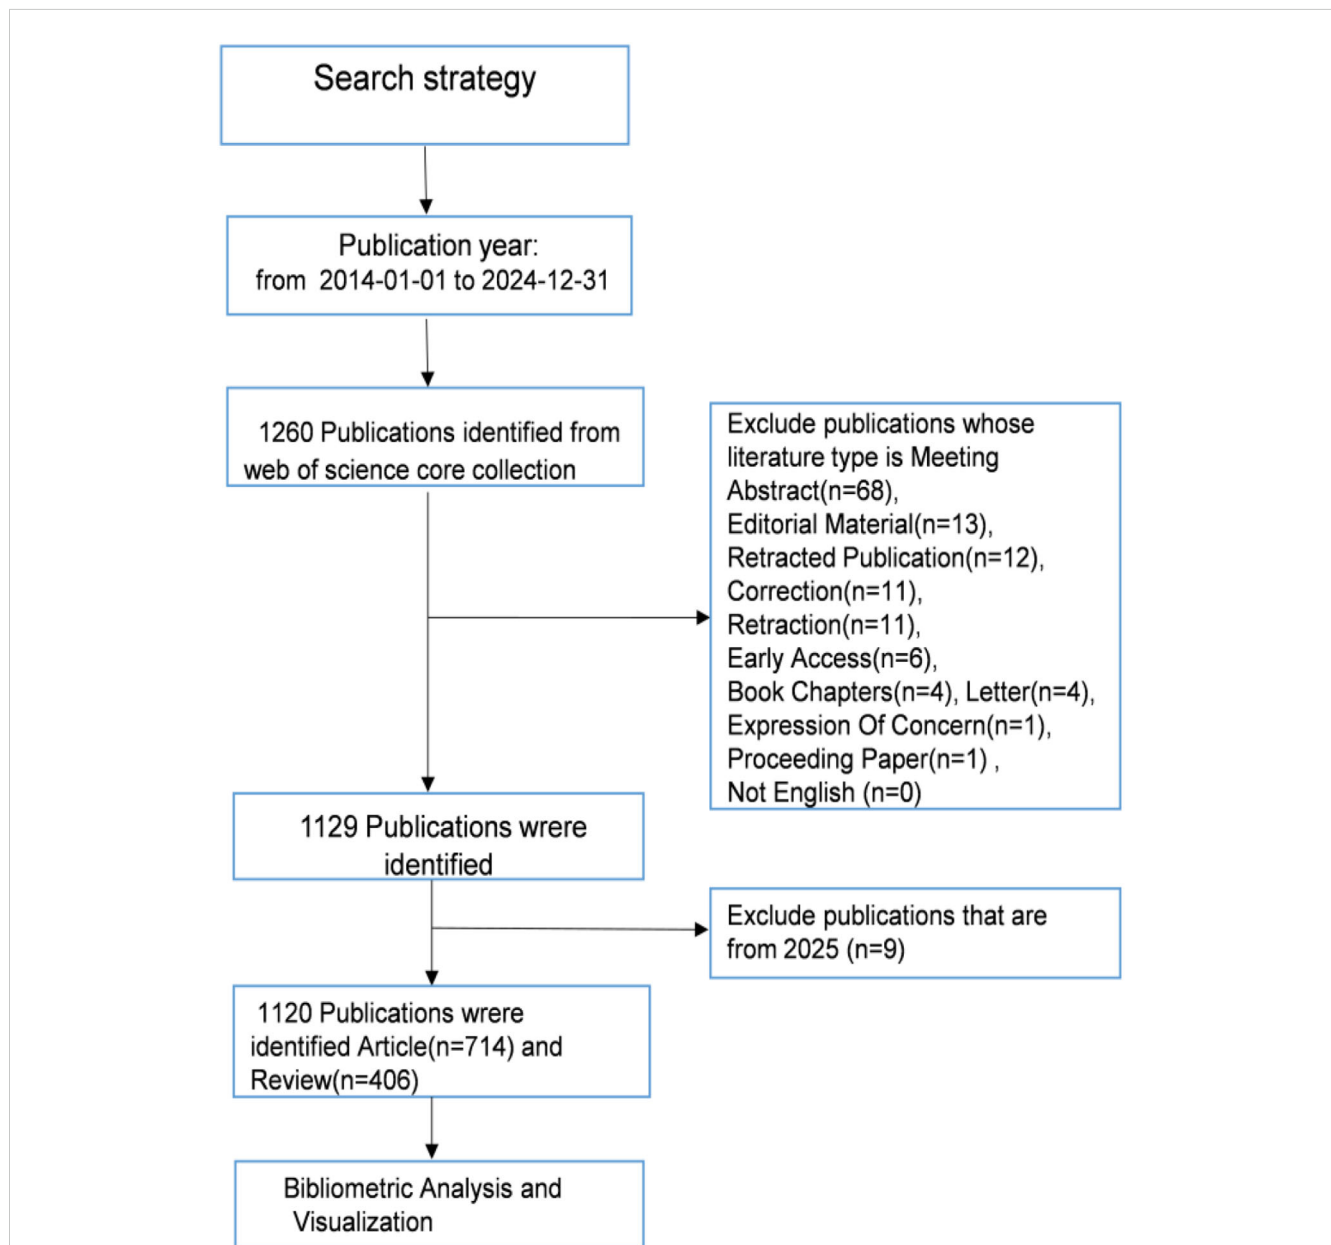 Search strategy
Publication year:
from 2014-01-01 to 2024-12-31
1260 Publications identified from
web of science core collection
Exclude publications whose
literature type is Meeting
Abstract(n=68),
Editorial Material(n=13),
Retracted Publication(n=12),
Correction(n=11),
Retraction(n=11),
Early Access(n=6),
Book Chapters(n=4), Letter(n=4),
Expression Of Concern(n=1),
Proceeding Paper(n=1) ,
Not English (n=0)
1129 Publications wrere
identified
Exclude publications that are
from 2025 (n=9)
1120 Publications wrere
identified Article(n=714) and
Review(n=406)
Bibliometric Analysis and
Visualization